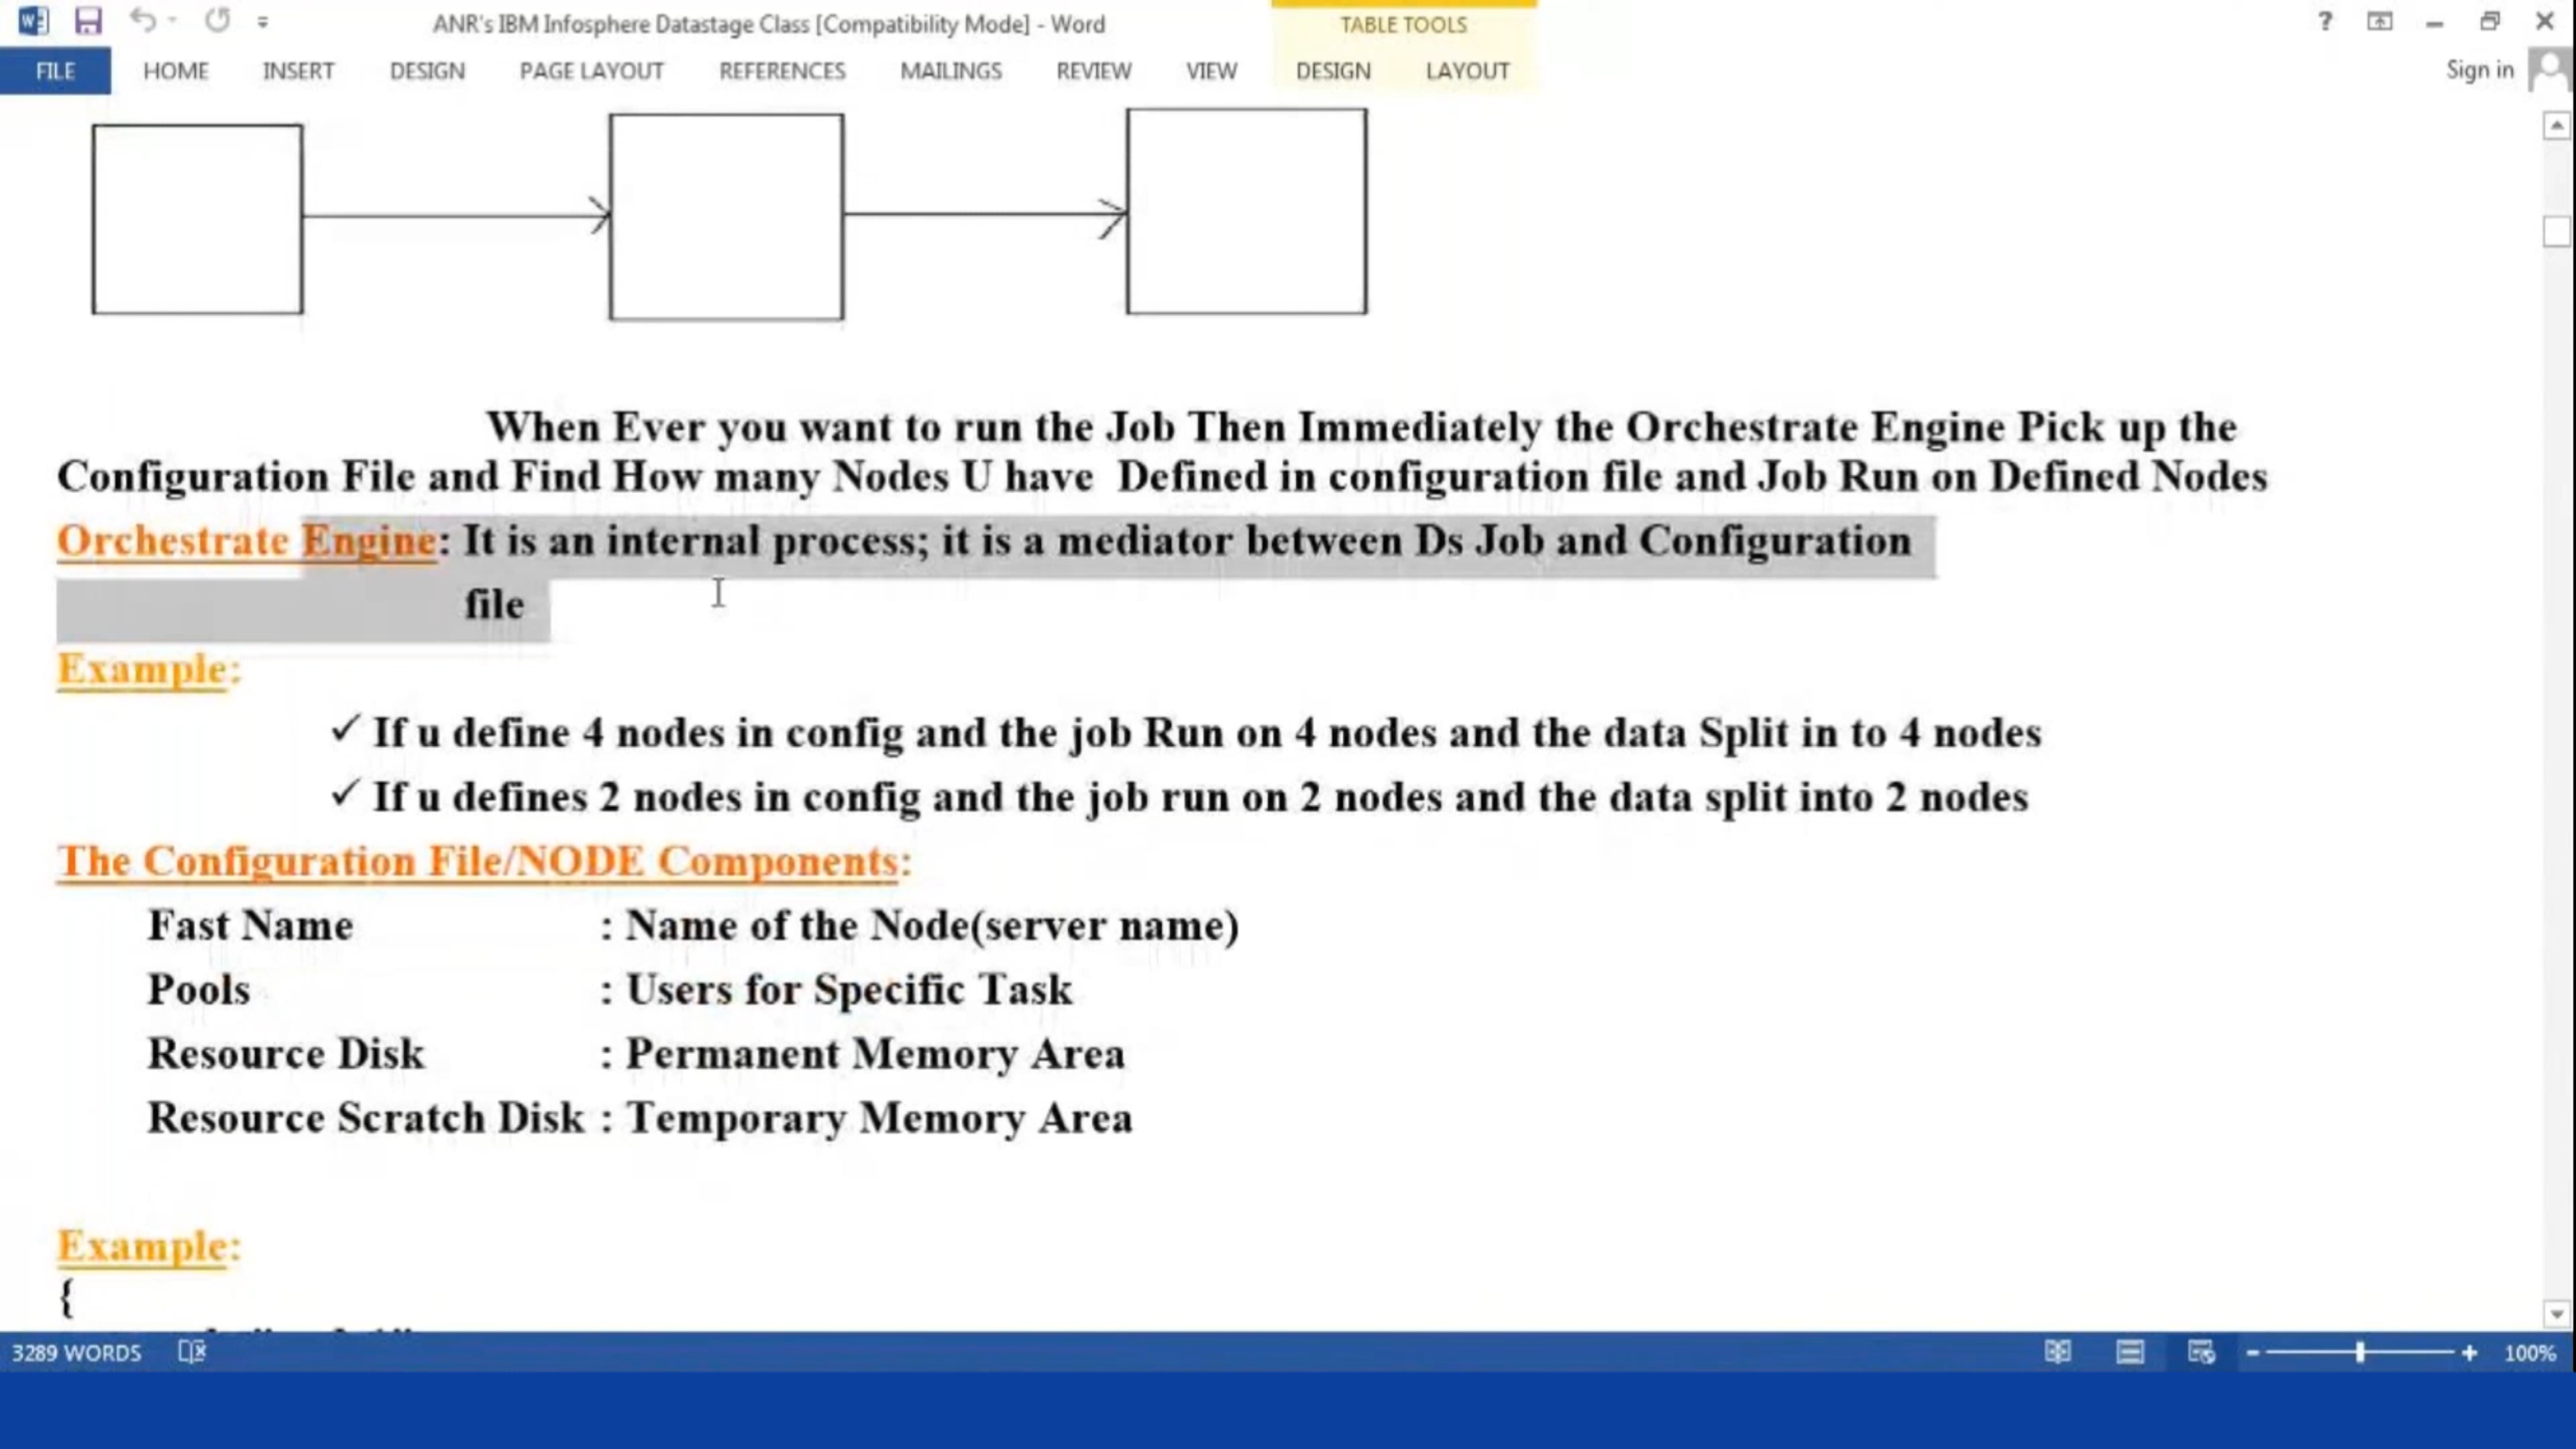 ANR's IBM Infosphere Datastage Class [Compatibility Mode] - Word
TABLE TOOLS
?
FILE HOME INSERT DESIGN PAGE LAYOUT REFERENCES MAILINGS REVIEW VIEW DESIGN LAYOUT Sign in
When Ever you want to run the Job Then Immediately the Orchestrate Engine Pick up the
Configuration File and Find How many Nodes U have Defined in configuration file and Job Run on Defined Nodes
Orchestrate Engine: It is an internal process; it is a mediator between Ds Job and Configuration
file
Example:
✓ If u define 4 nodes in config and the job Run on 4 nodes and the data Split in to 4 nodes
✓ If u defines 2 nodes in config and the job run on 2 nodes and the data split into 2 nodes
The Configuration File/NODE Components:
Fast Name : Name of the Node(server name)
Pools : Users for Specific Task
Resource Disk : Permanent Memory Area
Resource Scratch Disk : Temporary Memory Area
Example:
{
3289 WORDS 100%